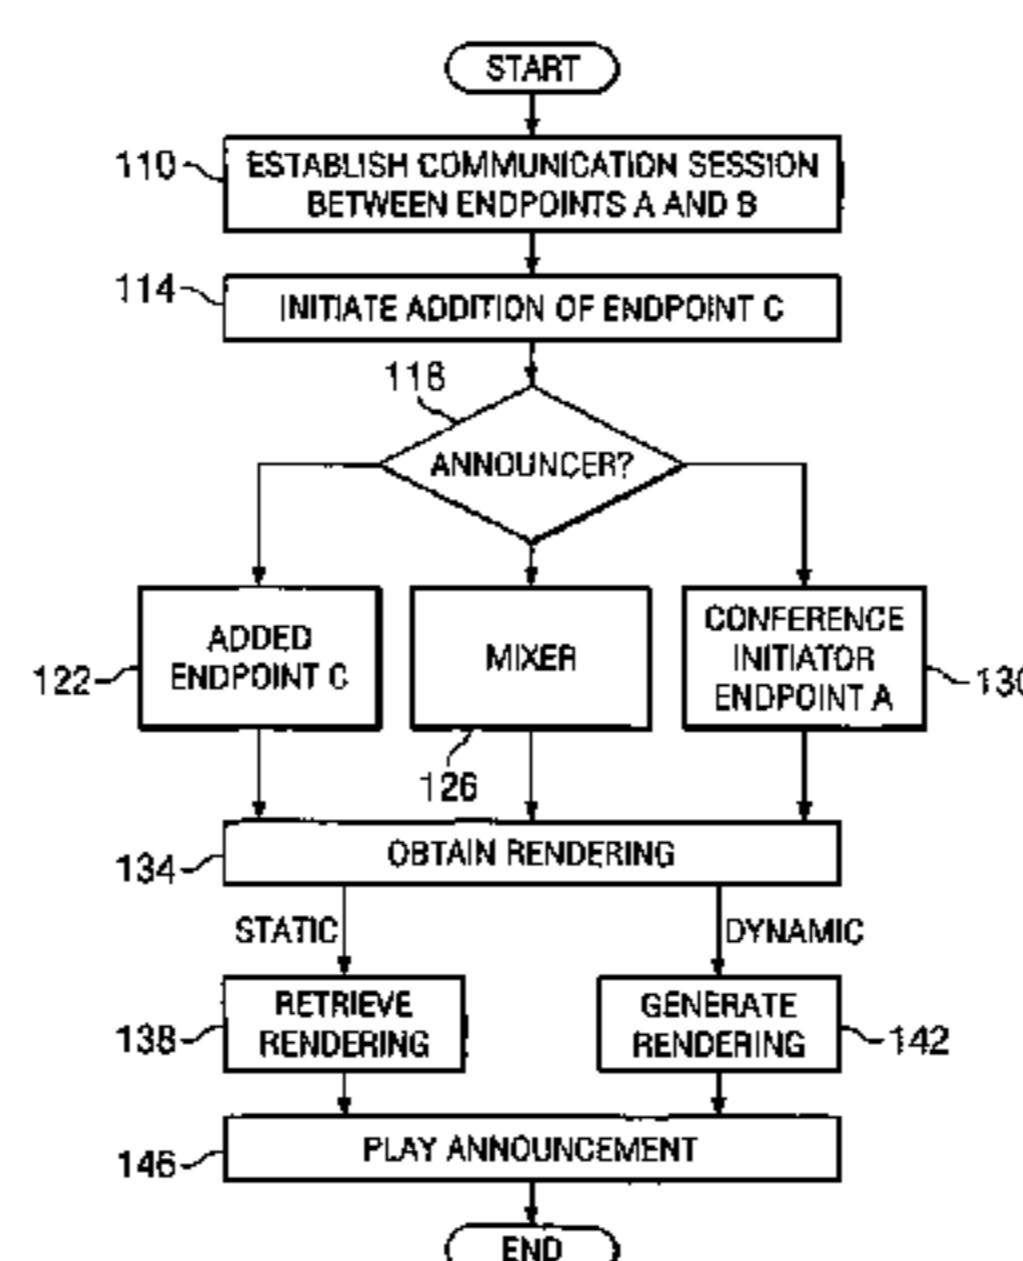 START
110
ESTABLISH COMMUNICATION SESSION
BETWEEN ENDPOINTS A AND B
114
INITIATE ADDITION OF ENDPOINT C
118
ANNOUNCER?
122
ADDED
ENDPOINT C
MIXER
126
CONFERENCE
INITIATOR
ENDPOINT A
130
134
OBTAIN RENDERING
STATIC
DYNAMIC
138
RETRIEVE
RENDERING
GENERATE
RENDERING
142
146
PLAY ANNOUNCEMENT
END